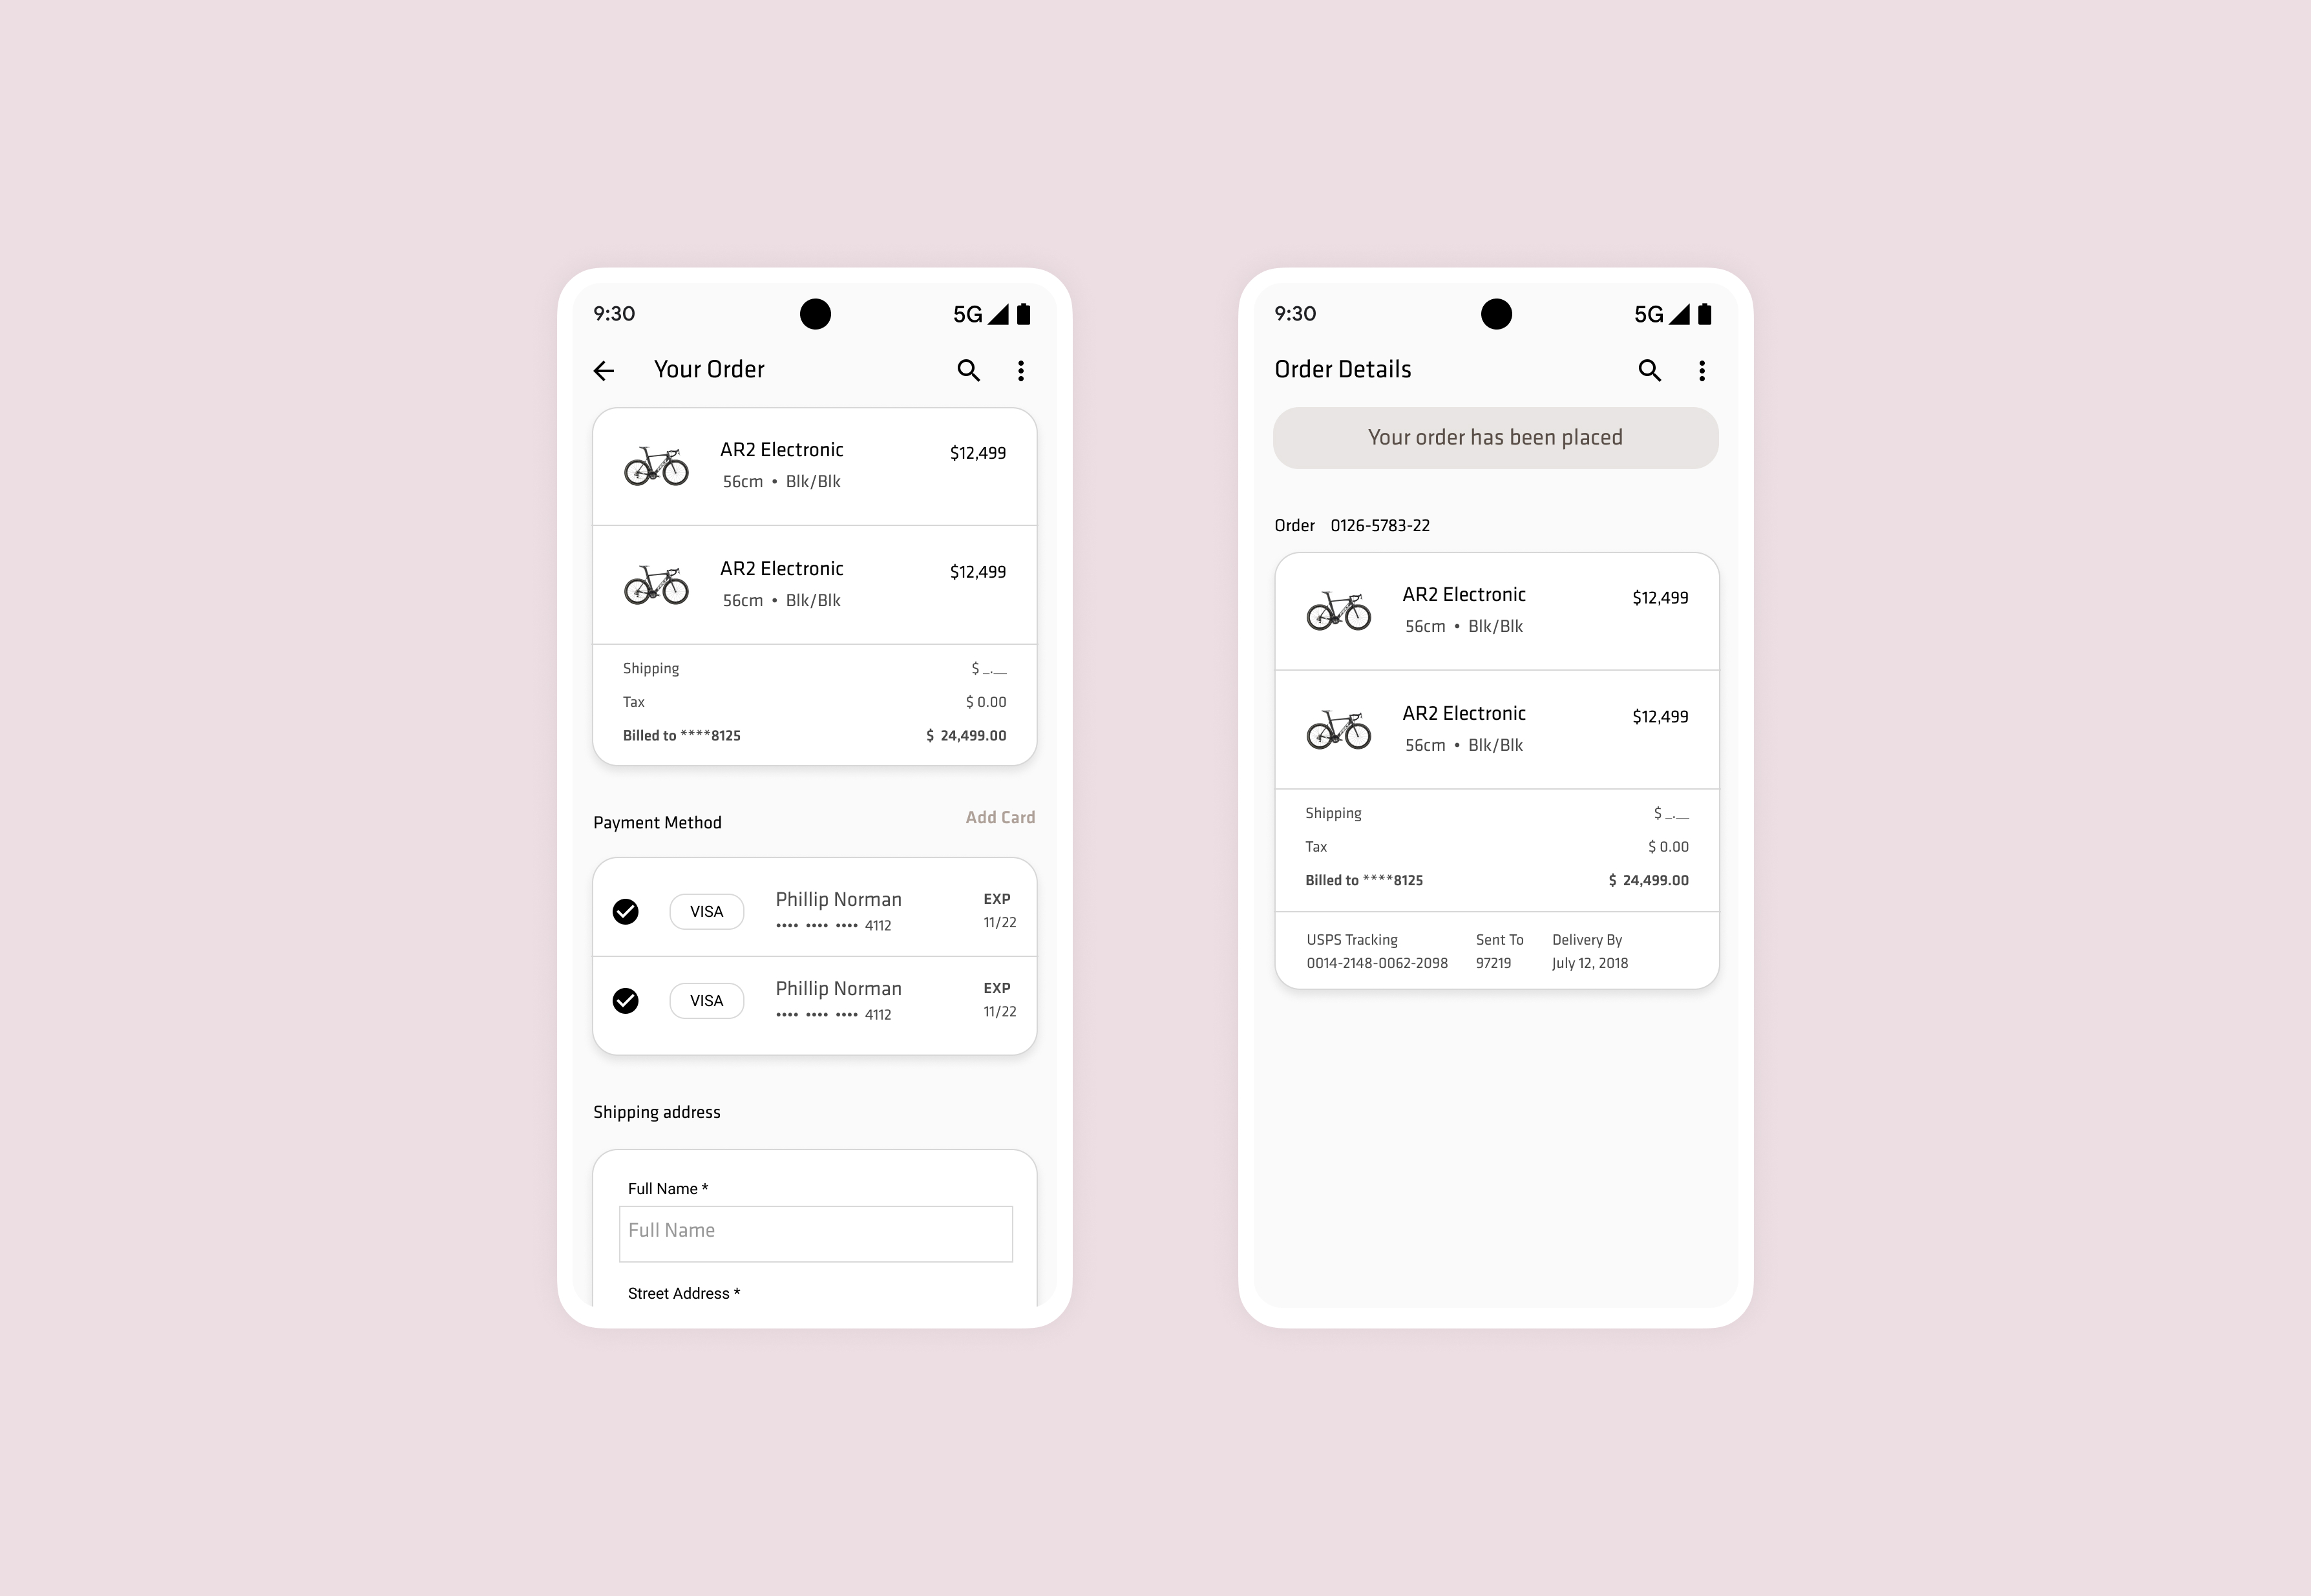 9:30
5G
Your Order
AR2 Electronic
$12,499
56cm • Blk/Blk
AR2 Electronic
$12,499
56cm • Blk/Blk
Shipping
$ _.__
Tax
$ 0.00
Billed to ****8125
$ 24,499.00
Payment Method
Add Card
VISA
Phillip Norman
•••• •••• •••• 4112
EXP
11/22
VISA
Phillip Norman
•••• •••• •••• 4112
EXP
11/22
Shipping address
Full Name *
Full Name
Street Address *
9:30
5G
Order Details
Your order has been placed
Order 0126-5783-22
AR2 Electronic
$12,499
56cm • Blk/Blk
AR2 Electronic
$12,499
56cm • Blk/Blk
Shipping
$ _.__
Tax
$ 0.00
Billed to ****8125
$ 24,499.00
USPS Tracking
0014-2148-0062-2098
Sent To
97219
Delivery By
July 12, 2018